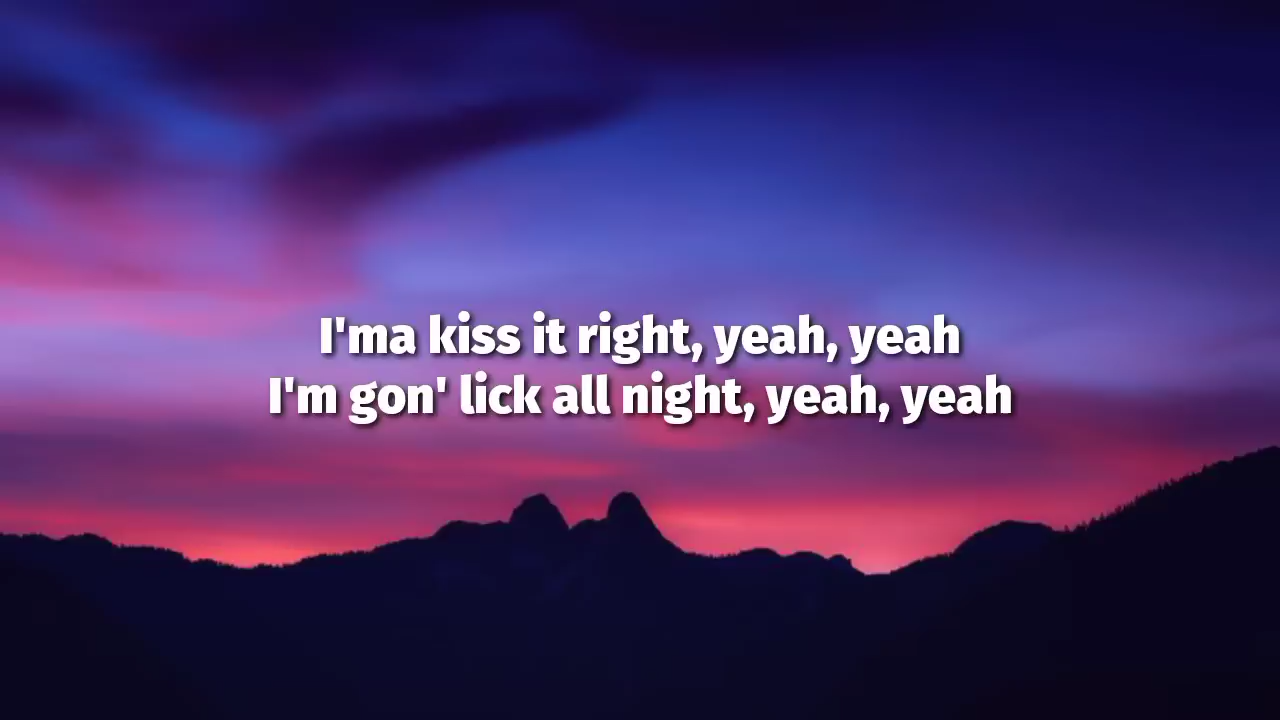 I'ma kiss it right, yeah, yeah
I'm gon' lick all night, yeah, yeah